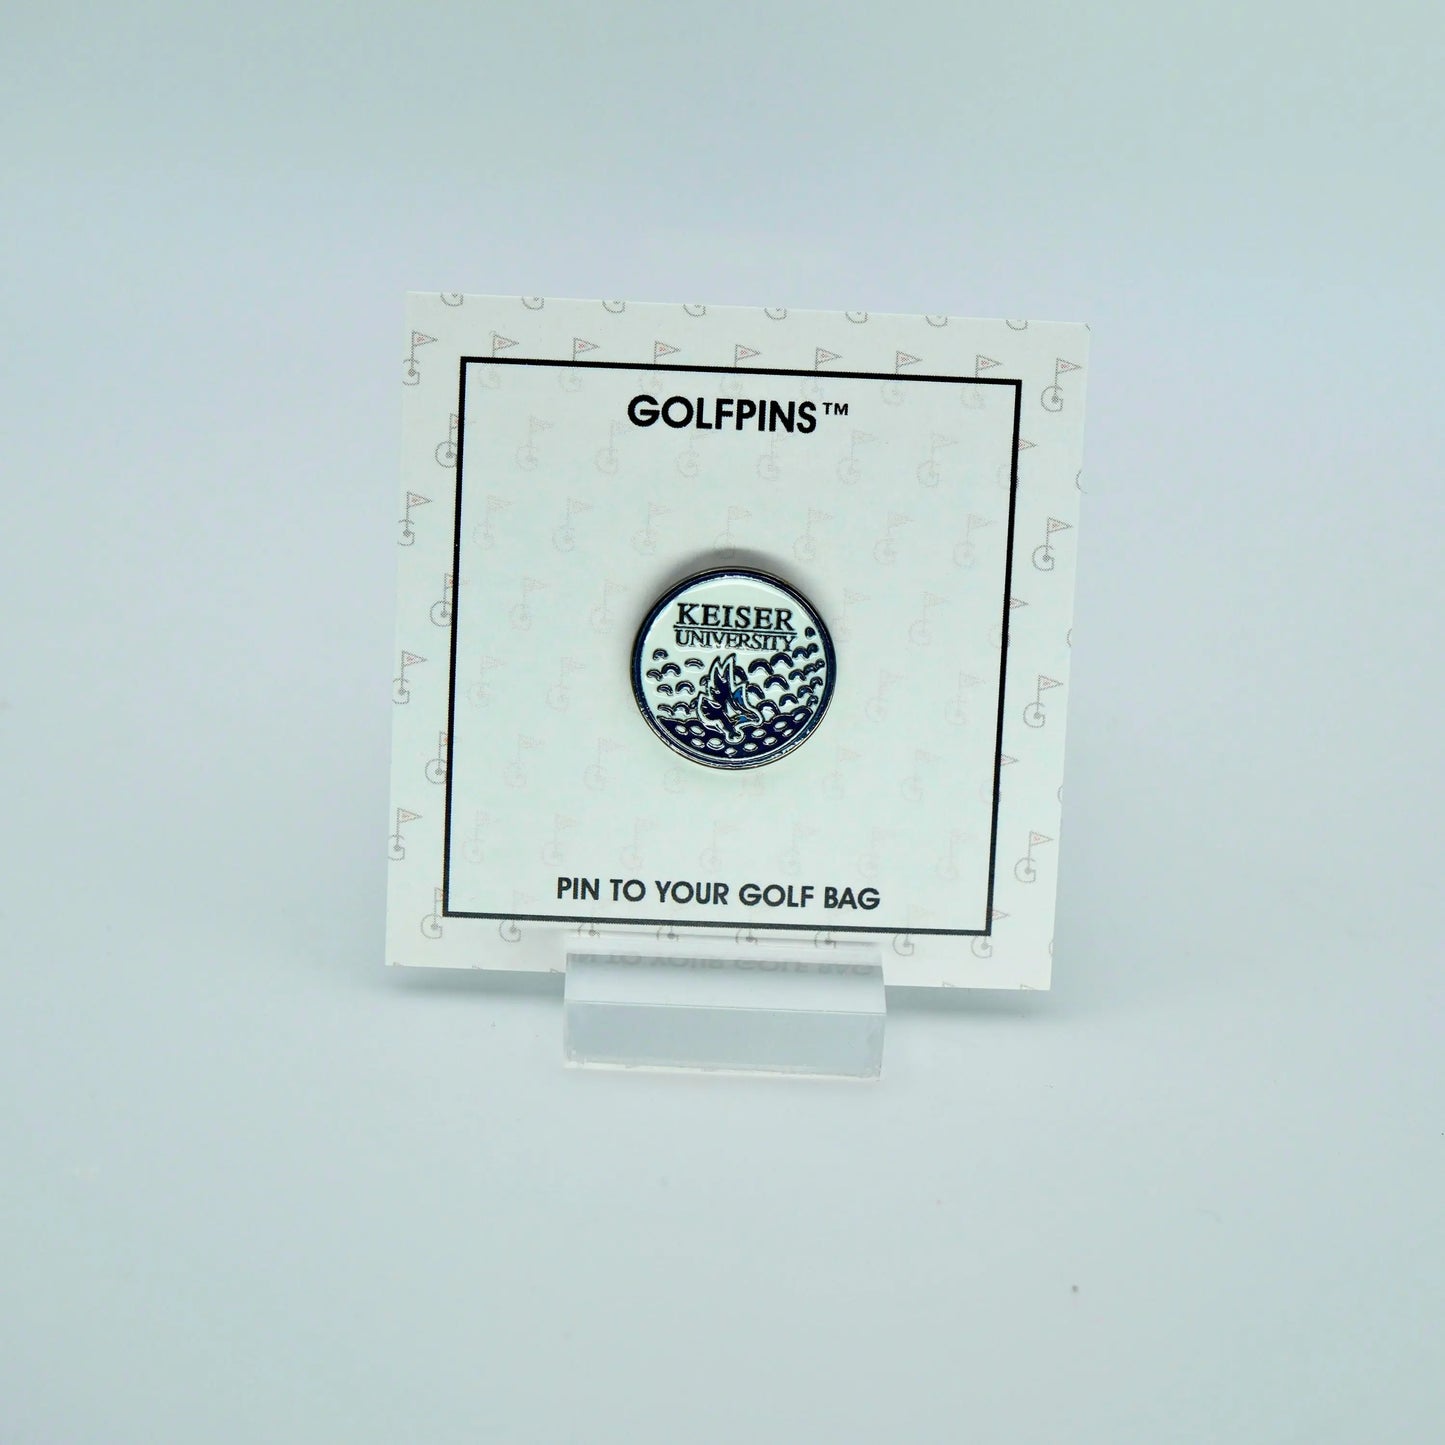 GOLFPINS™
KEISER
UNIVERSITY
PIN TO YOUR GOLF BAG